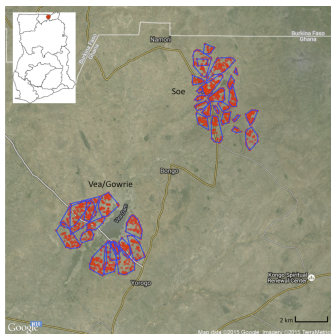 Burkina Faso
Burkina Faso
Ghana
Ghana
Namoo
Soe
Bongo
Vea/Gowrie
Yorogo
Kongo Spiritual
Renewal Center
2 km
Google
Map data ©2015 Google Imagery ©2015 TerraMetrics